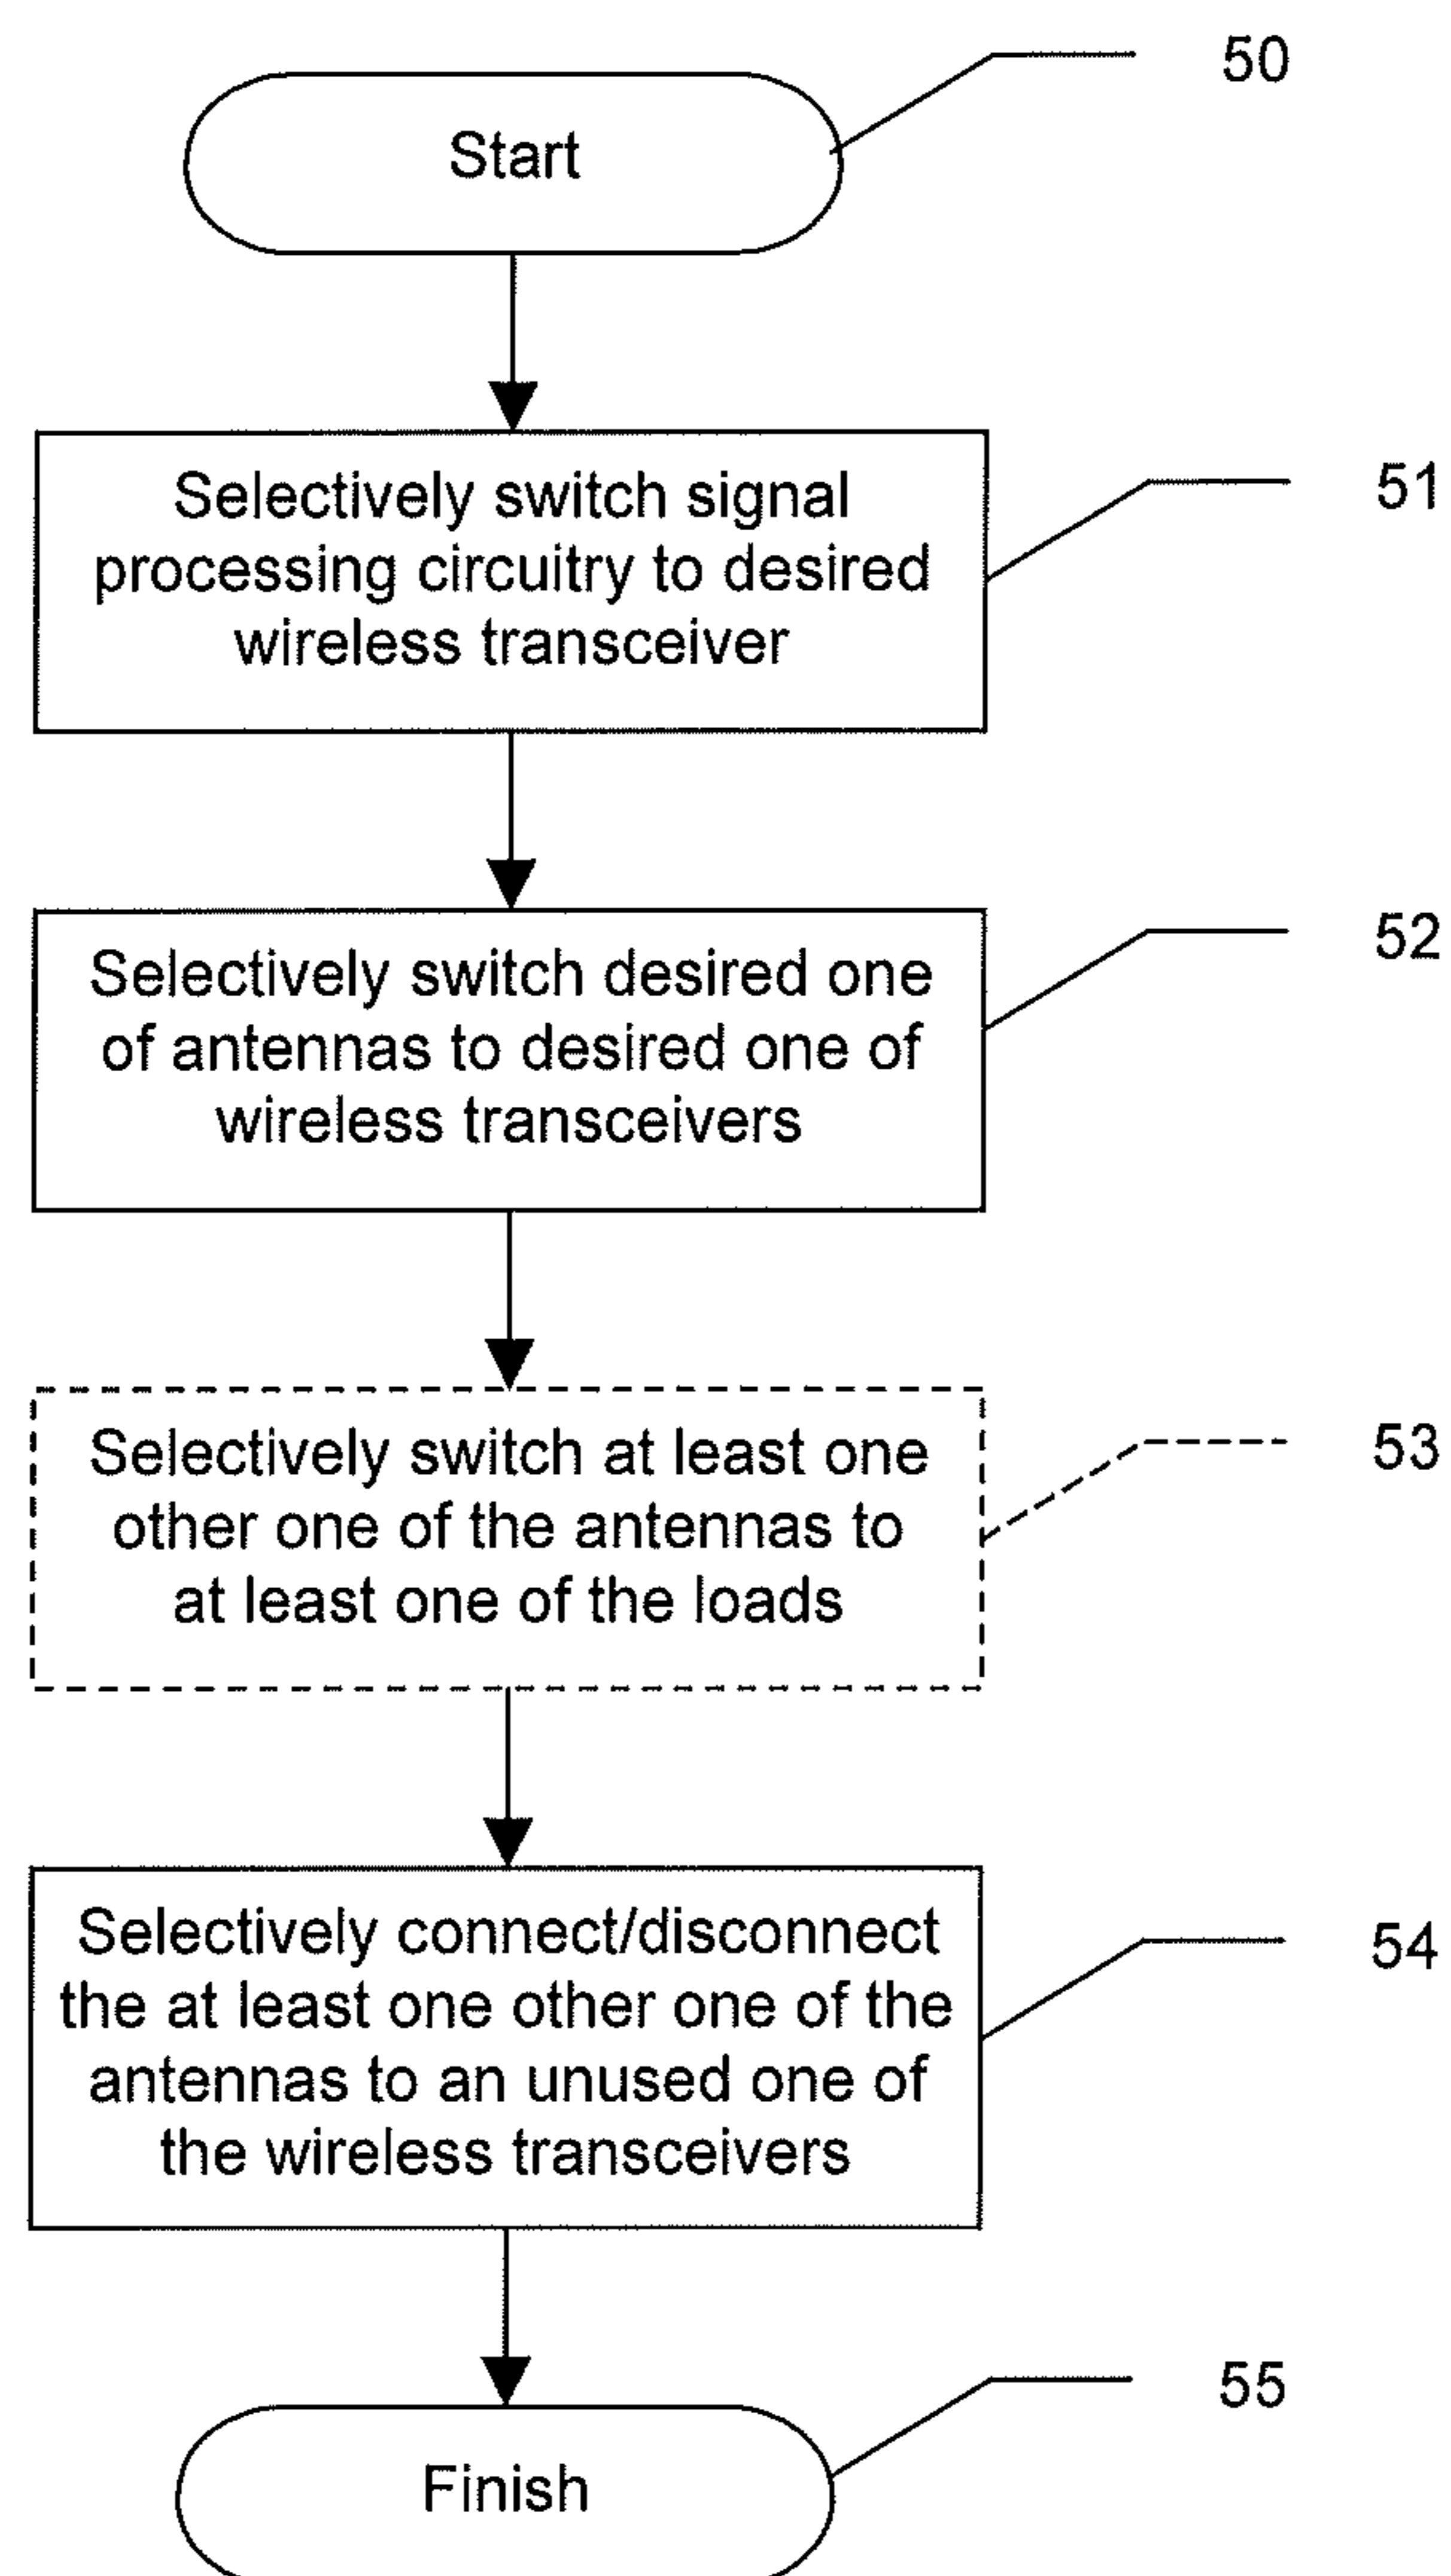 50
Start
51
Selectively switch signal
processing circuitry to desired
wireless transceiver
52
Selectively switch desired one
of antennas to desired one of
wireless transceivers
53
Selectively switch at least one
other one of the antennas to
at least one of the loads
54
Selectively connect/disconnect
the at least one other one of the
antennas to an unused one of
the wireless transceivers
55
Finish